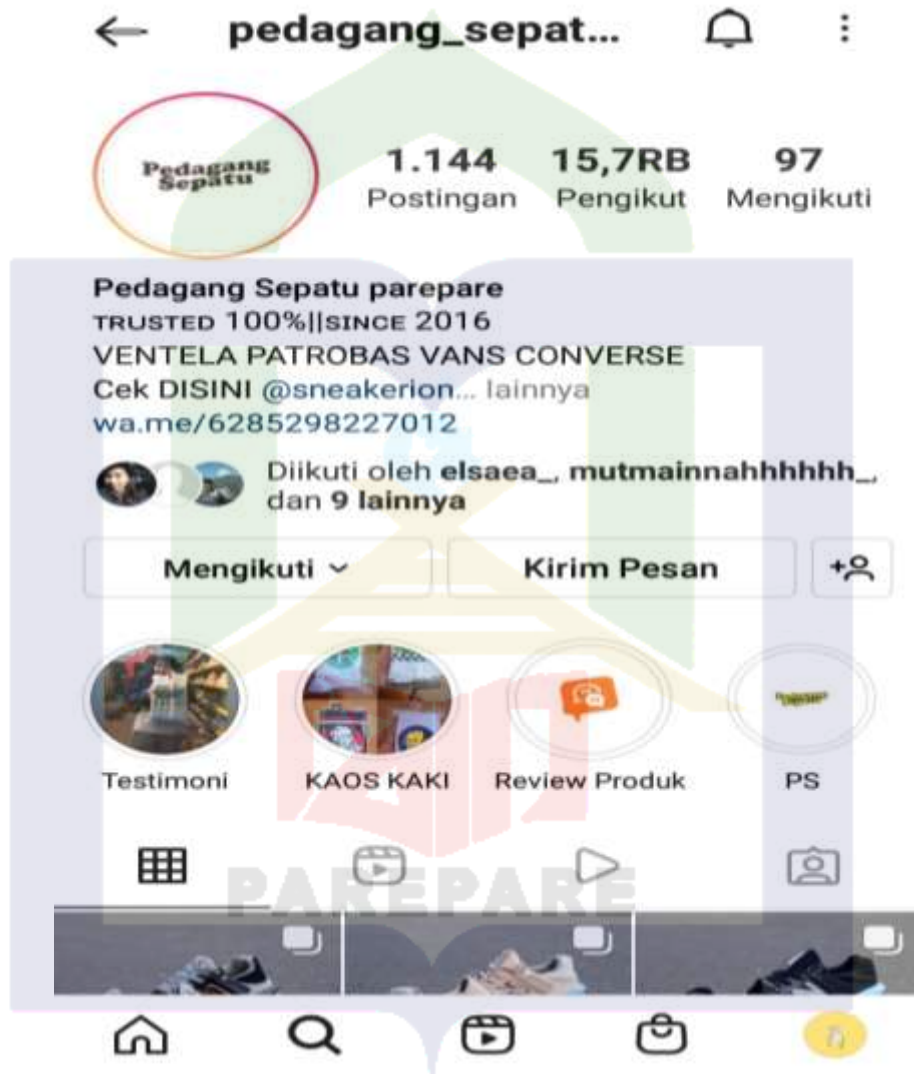 pedagang_sepat...
Pedagang
Sepatu
1.144 15,7RB 97
Postingan Pengikut Mengikuti
Pedagang Sepatu parepare
TRUSTED 100%||SINCE 2016
VENTELA PATROBAS VANS CONVERSE
Cek DISINI @sneakerion... lainnya
wa.me/6285298227012
Diikuti oleh elsaea_, mutmainnahhhhhh_,
dan 9 lainnya
Mengikuti Kirim Pesan
Testimoni KAOS KAKI Review Produk PS
PAREPARE